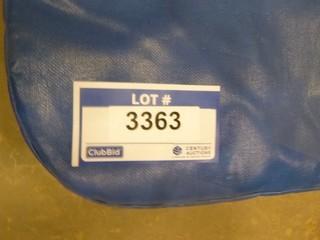 LOT #
3363
ClubBid
CENTURY
AUCTIONS